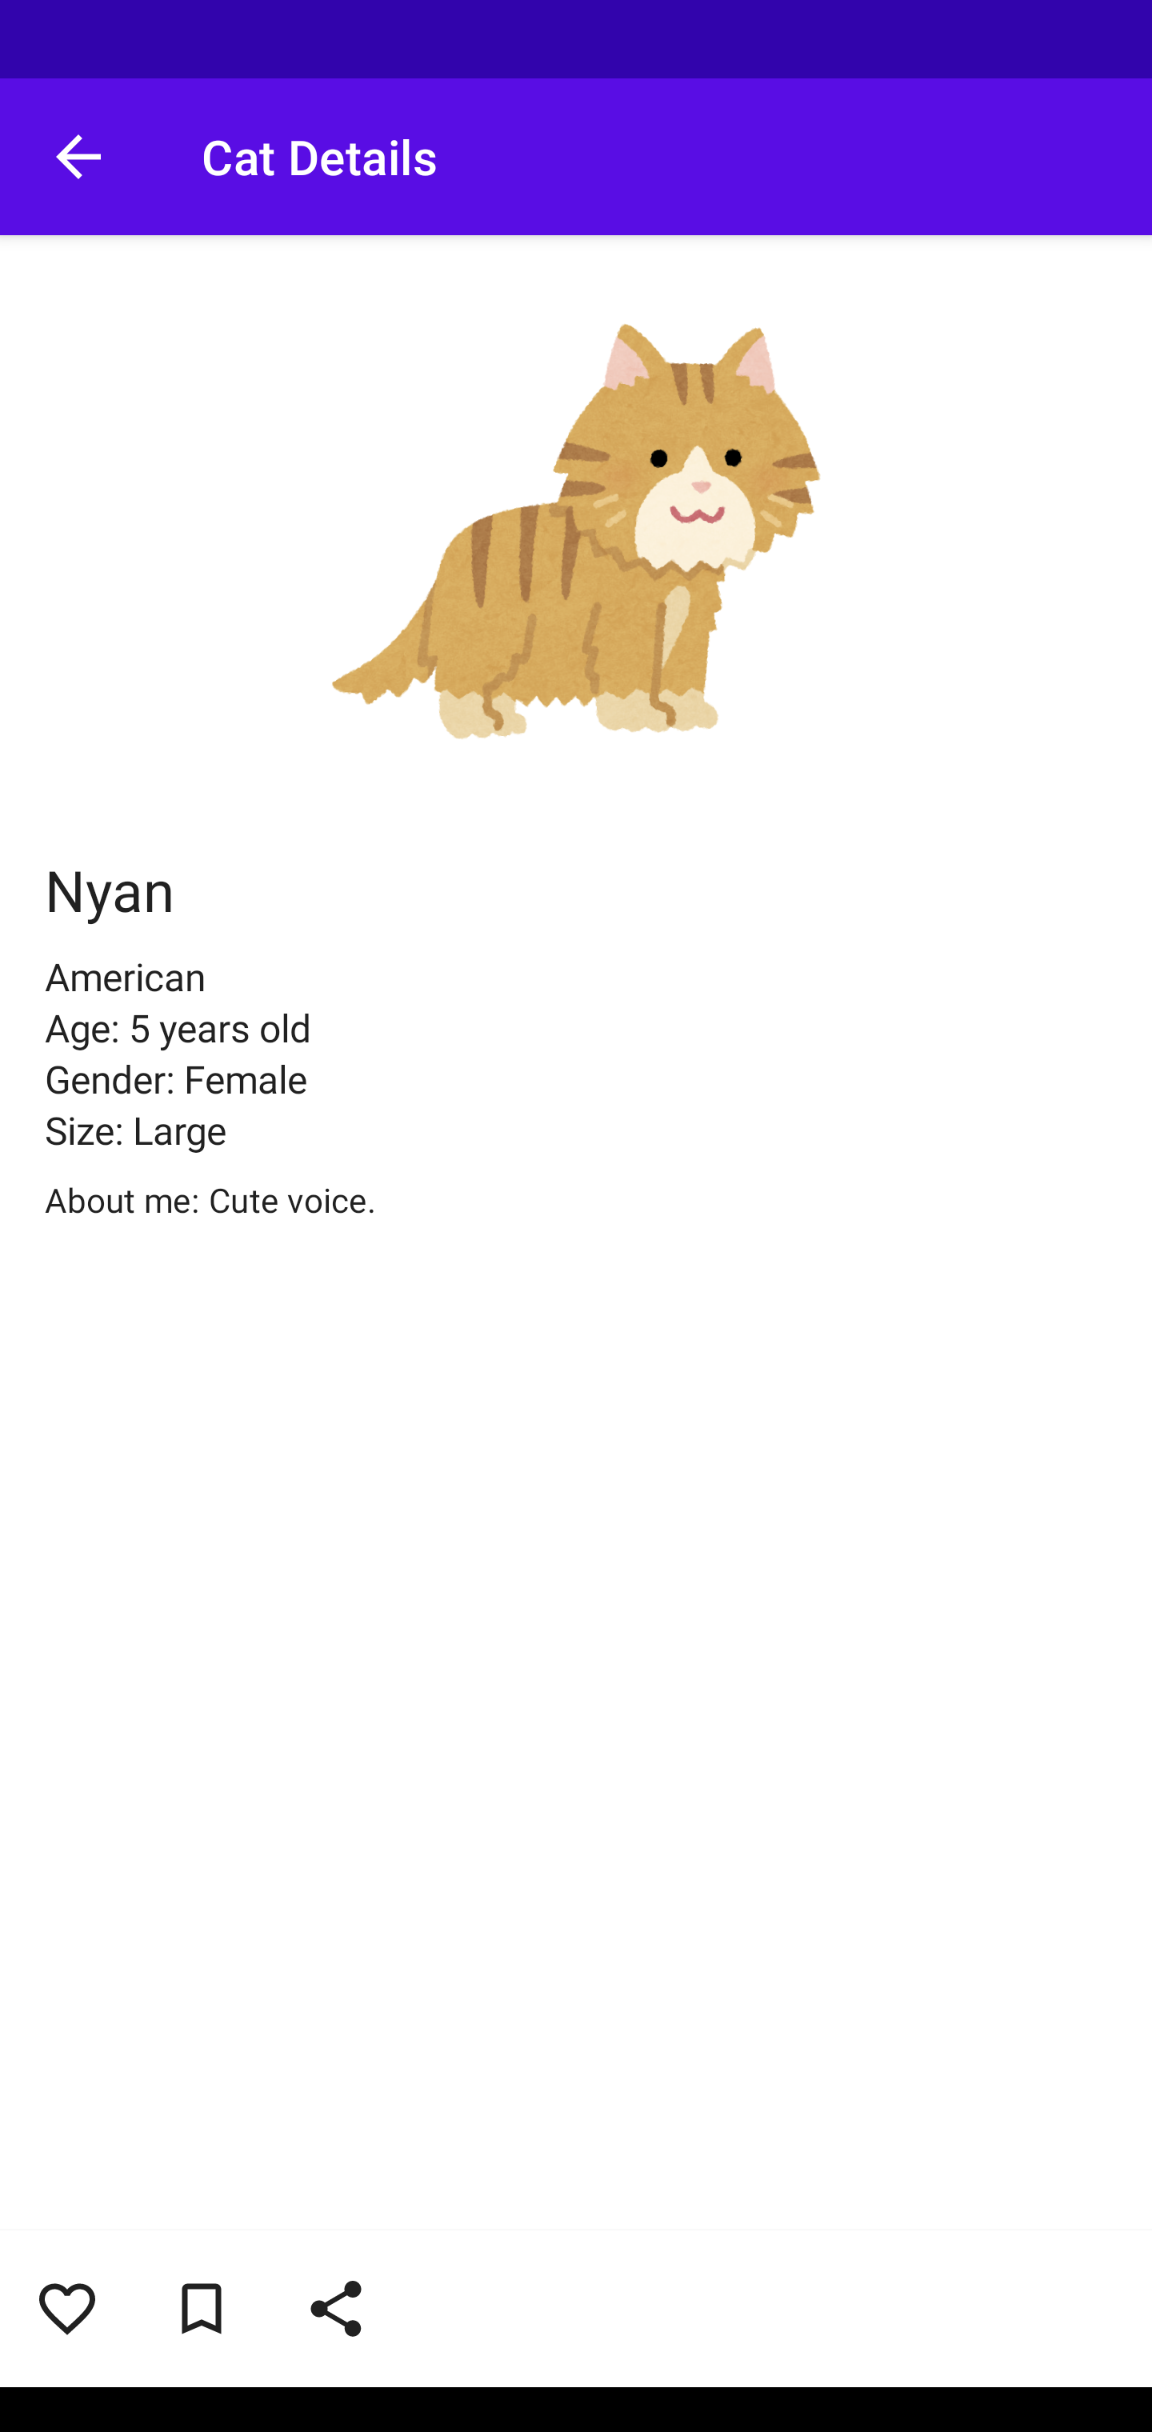 Cat Details
Nyan
American
Age: 5 years old
Gender: Female
Size: Large
About me: Cute voice.